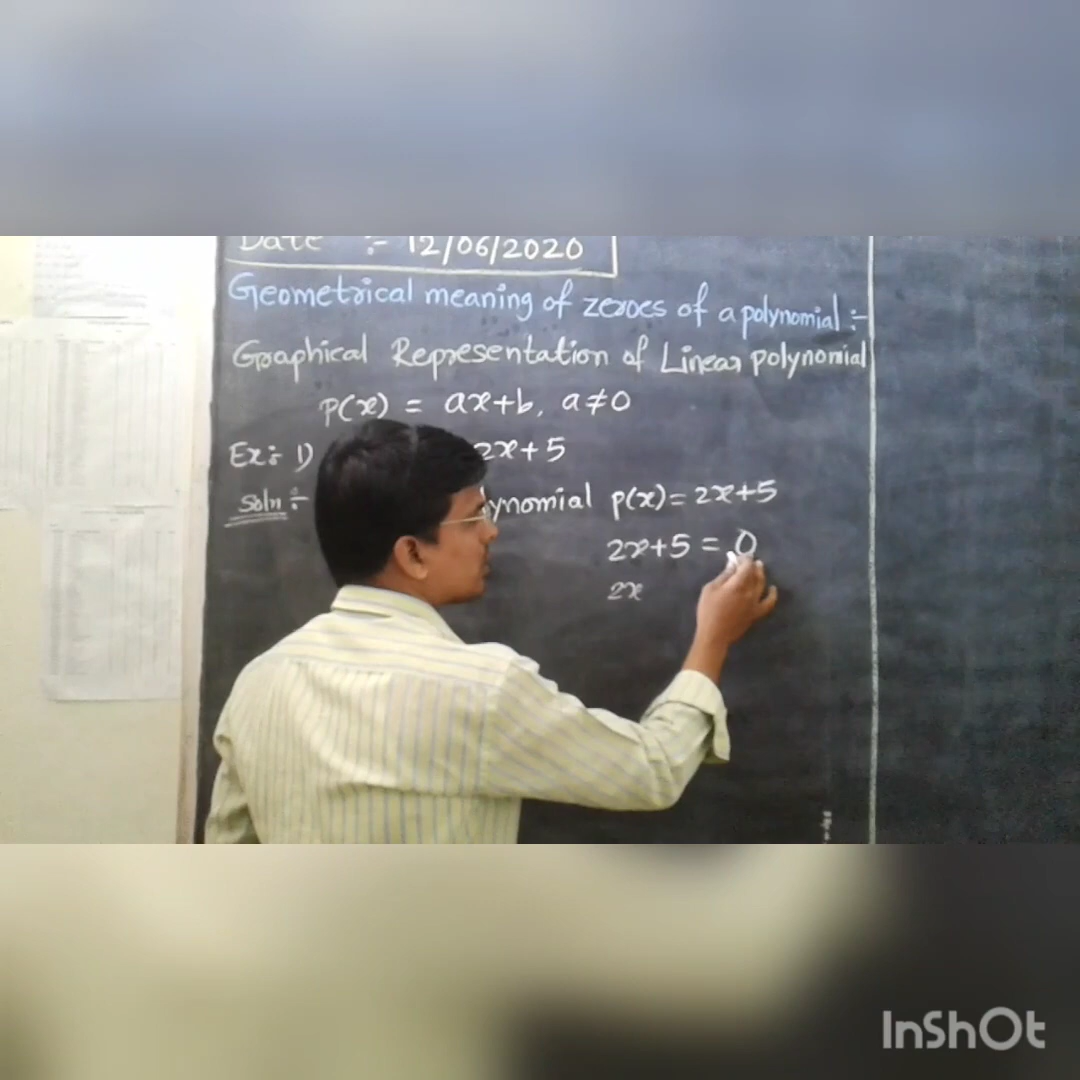 Date :- 12/06/2020
Geometrical meaning of zeroes of a polynomial :-
Graphical Representation of Linear polynomial
P(x) = ax+b, a≠0
Ex:- 1) 2x+5
Soln :- lynomial p(x) = 2x+5
2x+5 = 0
2x
InShOt